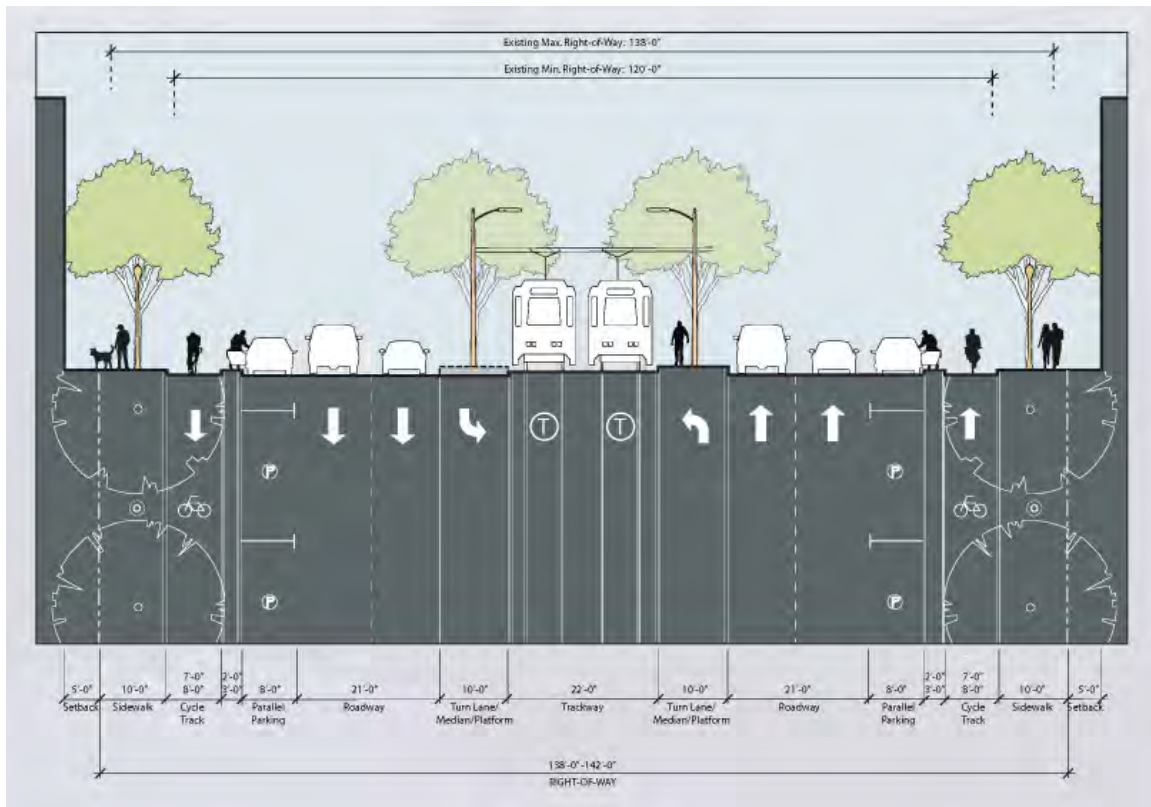 Existing Max. Right-of-Way: 138'-0"
Existing Min. Right-of-Way: 120'-0"
T T
P P
P P
7'-0" 2'-0" 2'-0" 7'-0"
5'-0" 10'-0" 8'-0" 3'-0" 8'-0" 21'-0" 10'-0" 22'-0" 10'-0" 21'-0" 8'-0" 3'-0" 8'-0" 10'-0" 5'-0"
Setback Sidewalk Cycle Parallel Roadway Turn Lane/ Trackway Turn Lane/ Roadway Parallel Cycle Sidewalk Setback
Track Parking Median/Platform Median/Platform Parking Track
138'-0"-142'-0"
RIGHT-OF-WAY